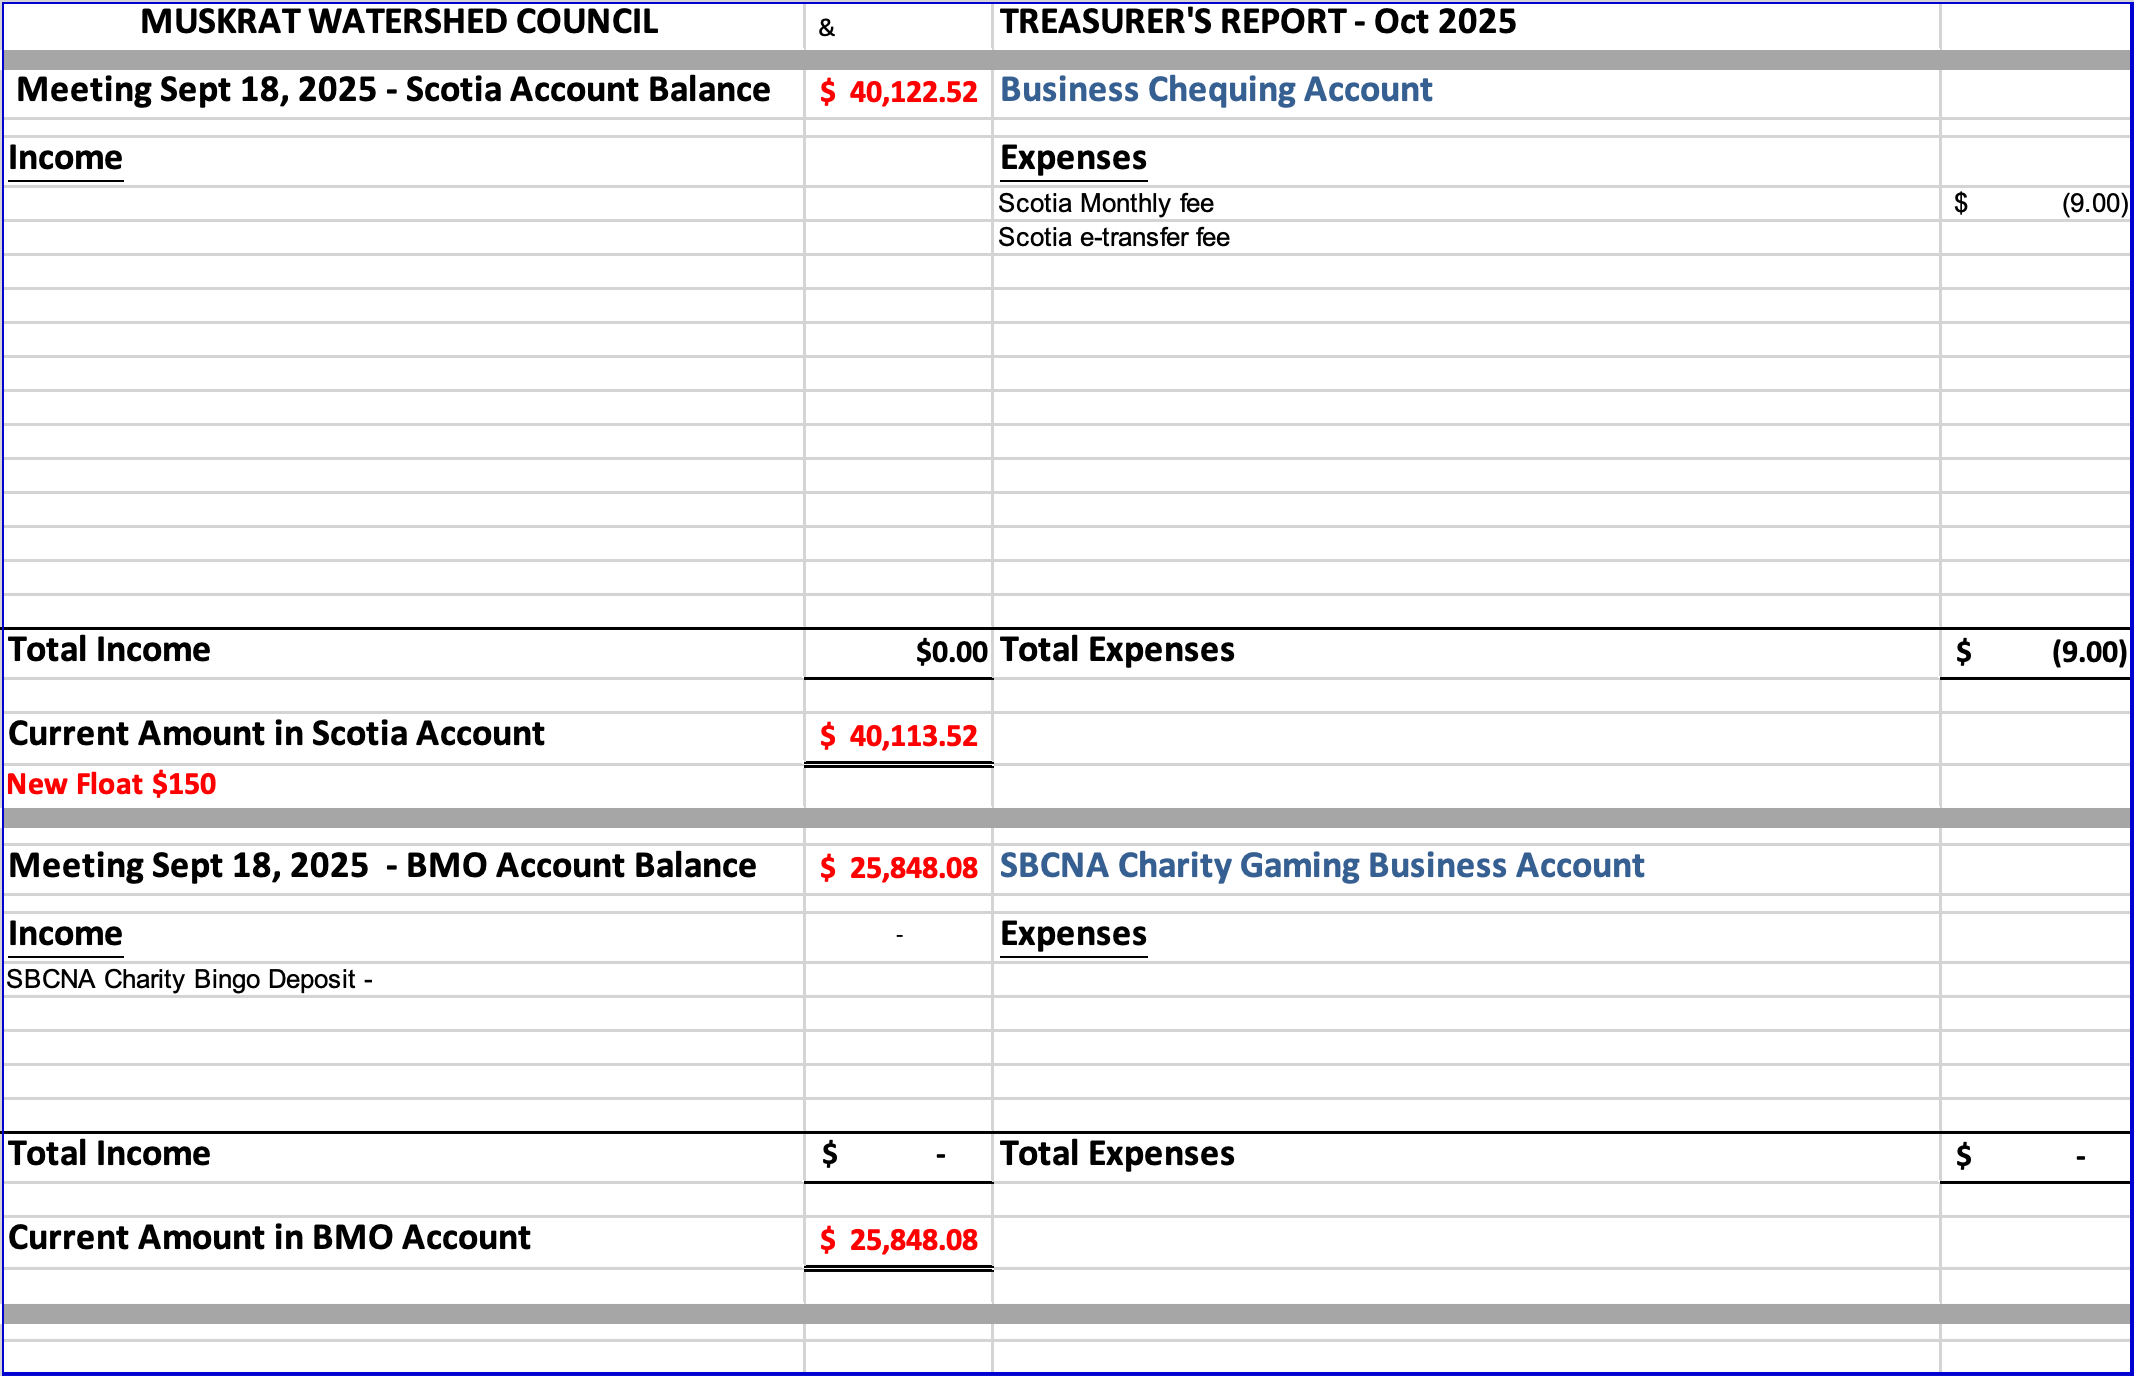 MUSKRAT WATERSHED COUNCIL & TREASURER'S REPORT - Oct 2025
Meeting Sept 18, 2025 - Scotia Account Balance $ 40,122.52 Business Chequing Account
Income Expenses
Scotia Monthly fee $ (9.00)
Scotia e-transfer fee
Total Income $0.00 Total Expenses $ (9.00)
Current Amount in Scotia Account $ 40,113.52
New Float $150
Meeting Sept 18, 2025 - BMO Account Balance $ 25,848.08 SBCNA Charity Gaming Business Account
Income - Expenses
SBCNA Charity Bingo Deposit -
Total Income $ - Total Expenses $ -
Current Amount in BMO Account $ 25,848.08